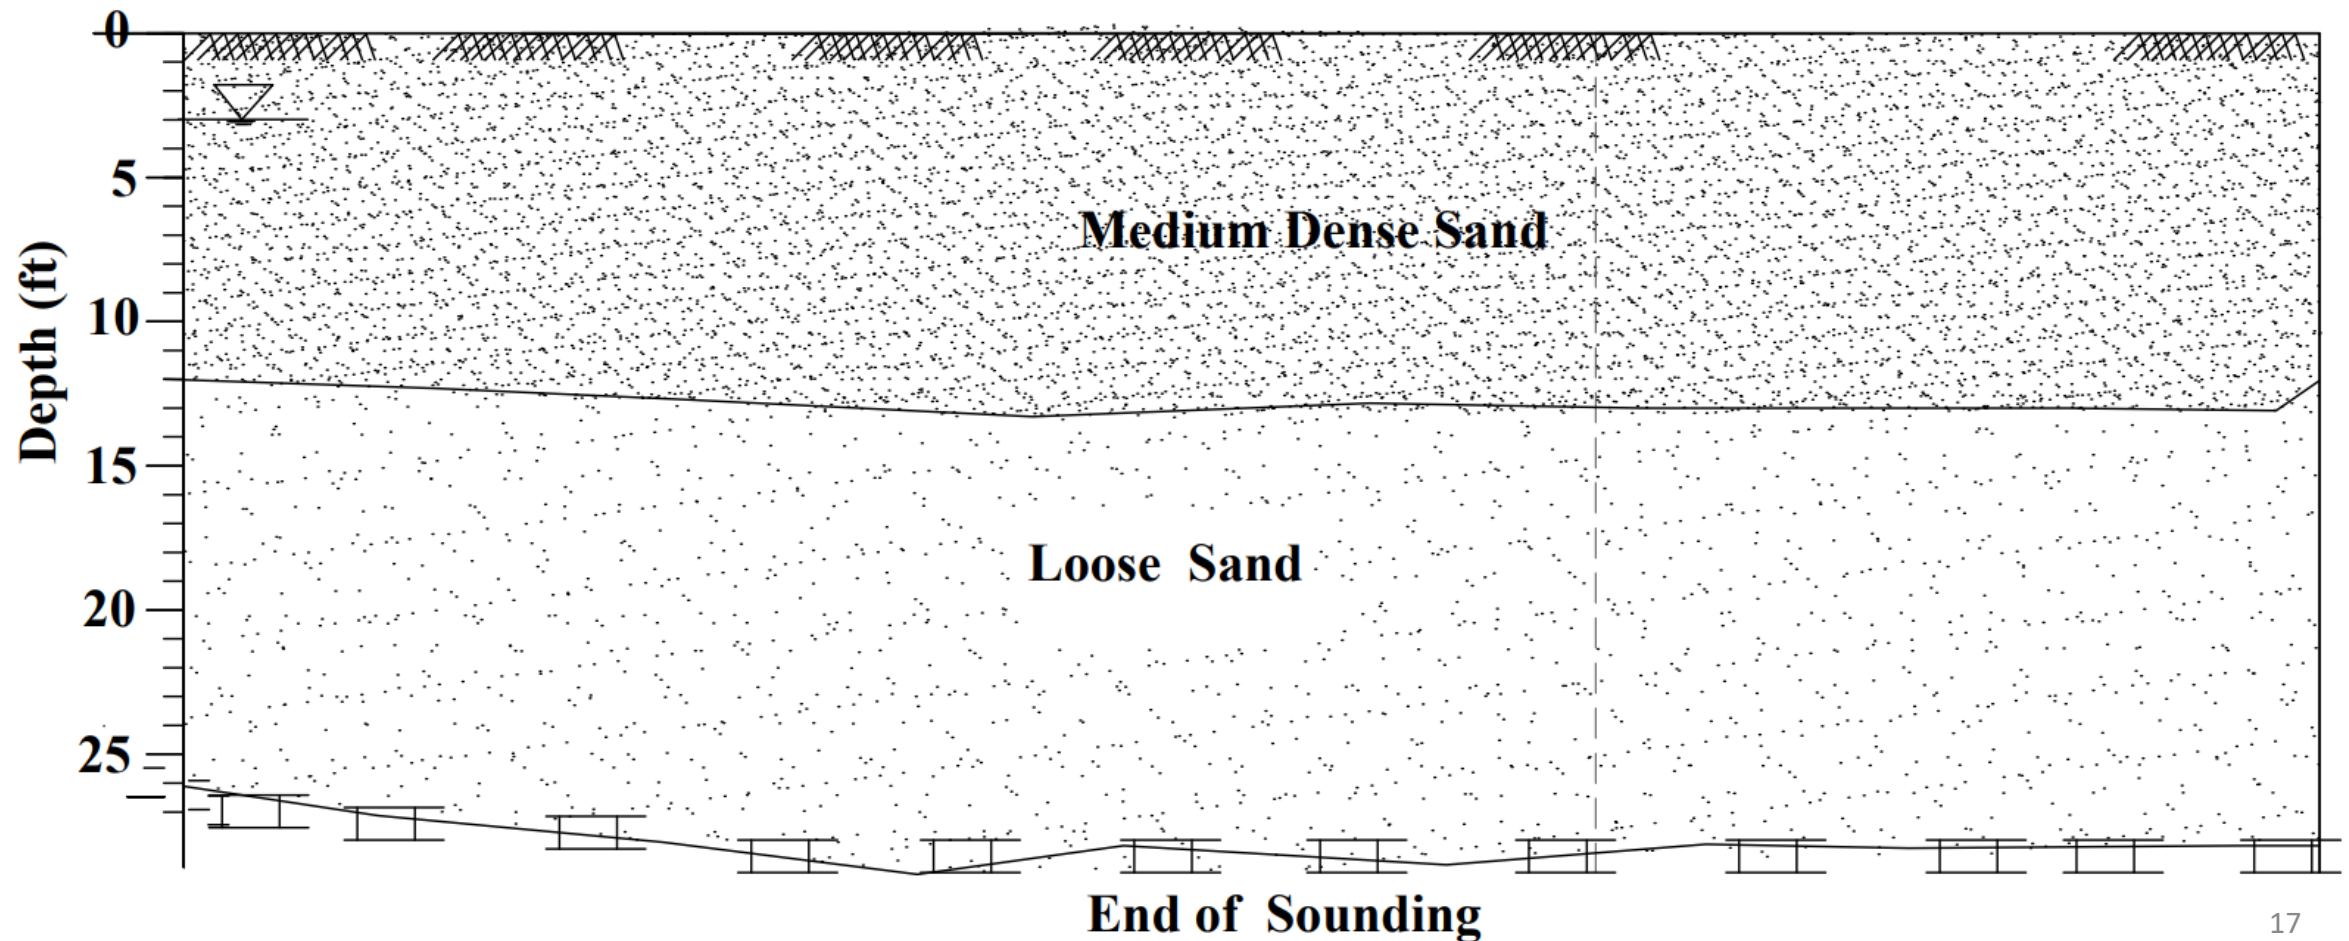 0
5
Medium Dense Sand
10
Depth (ft)
15
Loose Sand
20
25
End of Sounding
17